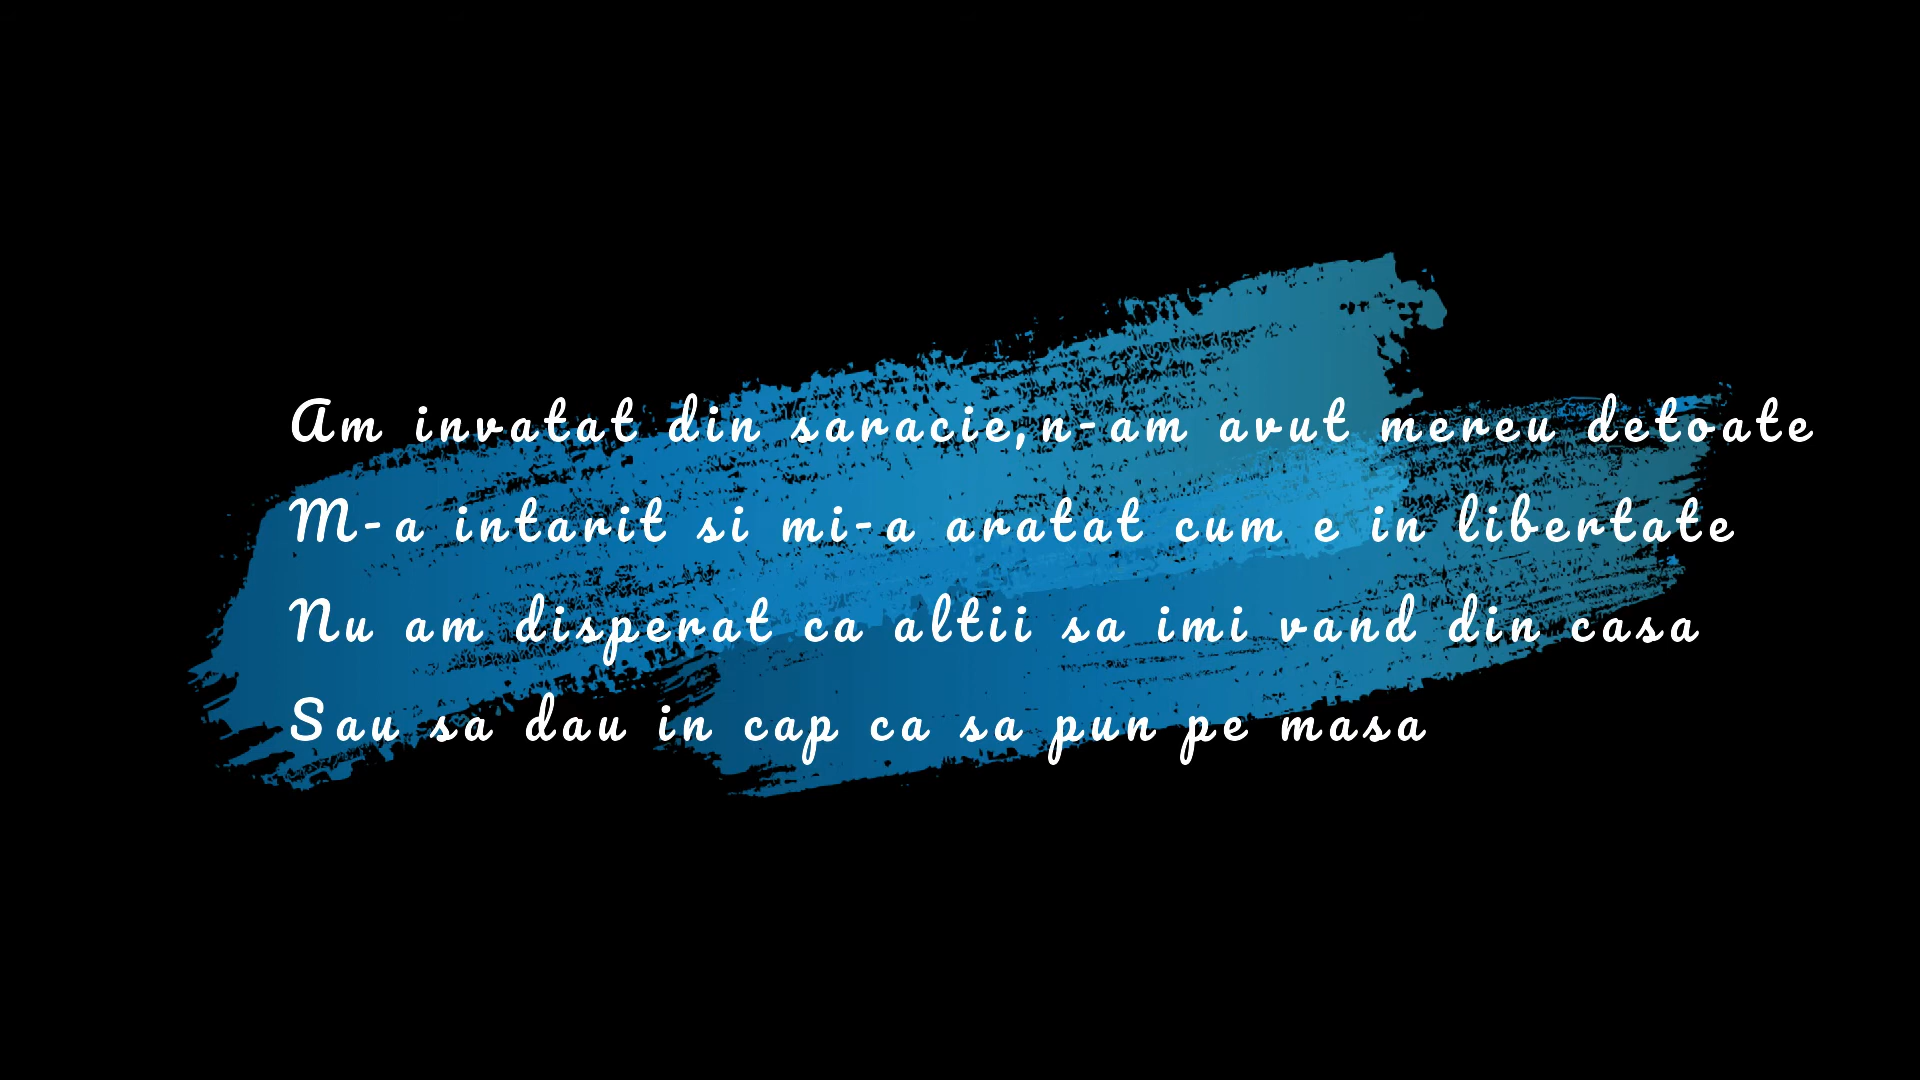 Am invatat din saracie,n-am avut mereu detoate
M-a intarit si mi-a aratat cum e in libertate
Nu am disperat ca altii sa imi vand din casa
Sau sa dau in cap ca sa pun pe masa